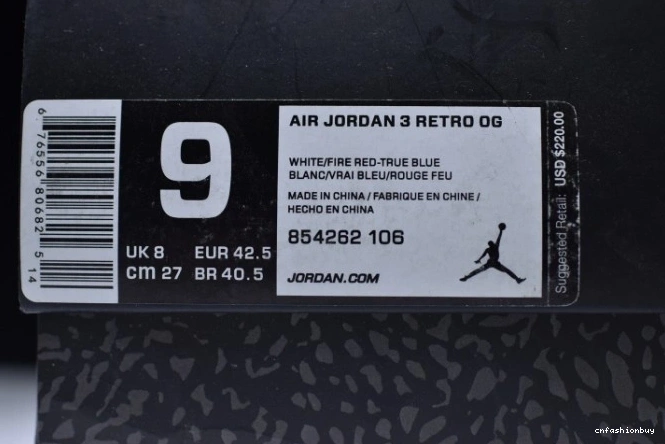 6 76556 80682 5 14
9
UK 8 EUR 42.5
cm 27 BR 40.5
AIR JORDAN 3 RETRO OG
WHITE/FIRE RED-TRUE BLUE
BLANC/VRAI BLEU/ROUGE FEU
MADE IN CHINA / FABRIQUE EN CHINE /
HECHO EN CHINA
854262 106
JORDAN.COM
Suggested Retail: USD $220.00
cnfashionbuy